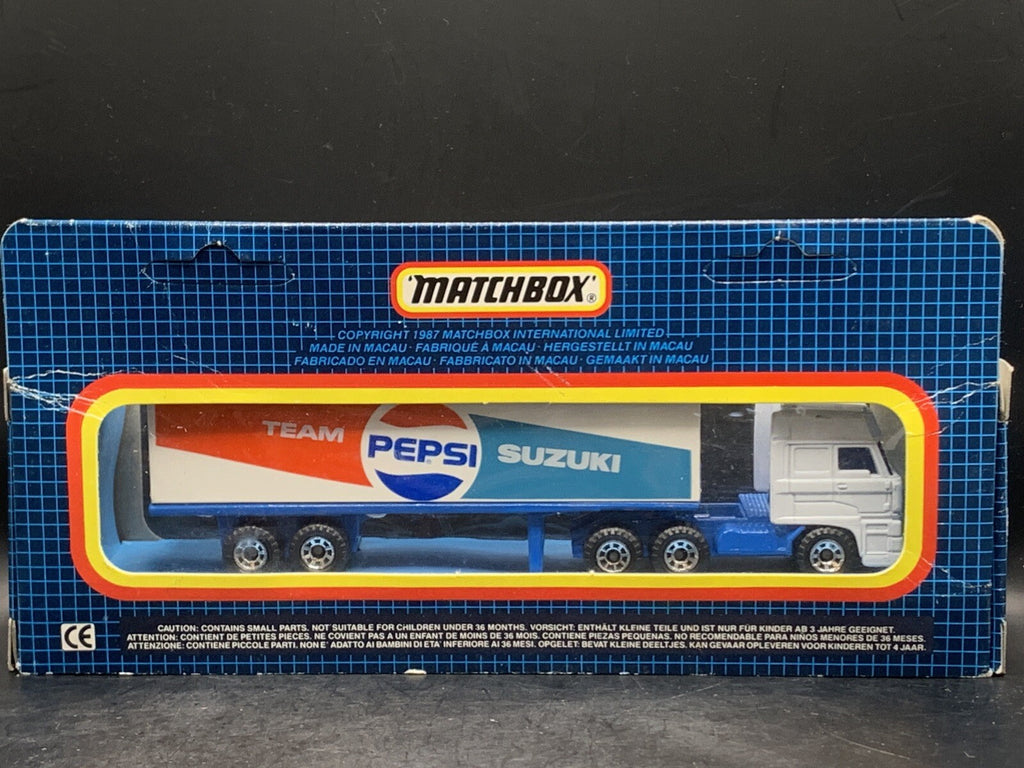 'MATCHBOX'®
COPYRIGHT 1987 MATCHBOX INTERNATIONAL LIMITED
MADE IN MACAU · FABRIQUÉ A MACAU · HERGESTELLT IN MACAU
FABRICADO EN MACAU · FABBRICATO IN MACAU · GEMAAKT IN MACAU
TEAM PEPSI® SUZUKI
CE
CAUTION: CONTAINS SMALL PARTS. NOT SUITABLE FOR CHILDREN UNDER 36 MONTHS. VORSICHT: ENTHÄLT KLEINE TEILE UND IST NUR FÜR KINDER AB 3 JAHRE GEEIGNET.
ATTENTION: CONTIENT DE PETITES PIECES. NE COVIENT PAS A UN ENFANT DE MOINS DE 36 MOIS. CONTIENE PIEZAS PEQUENAS. NO RECOMENDABLE PARA NIÑOS MENORES DE 36 MESES.
ATTENZIONE: CONTIENE PICCOLE PARTI. NON E' ADATTO AI BAMBINI DI ETA' INFERIORE AI 36 MESI. OPGELET: BEVAT KLEINE DEELTJES. KAN GEVAAR OPLEVEREN VOOR KINDEREN TOT 4 JAAR.